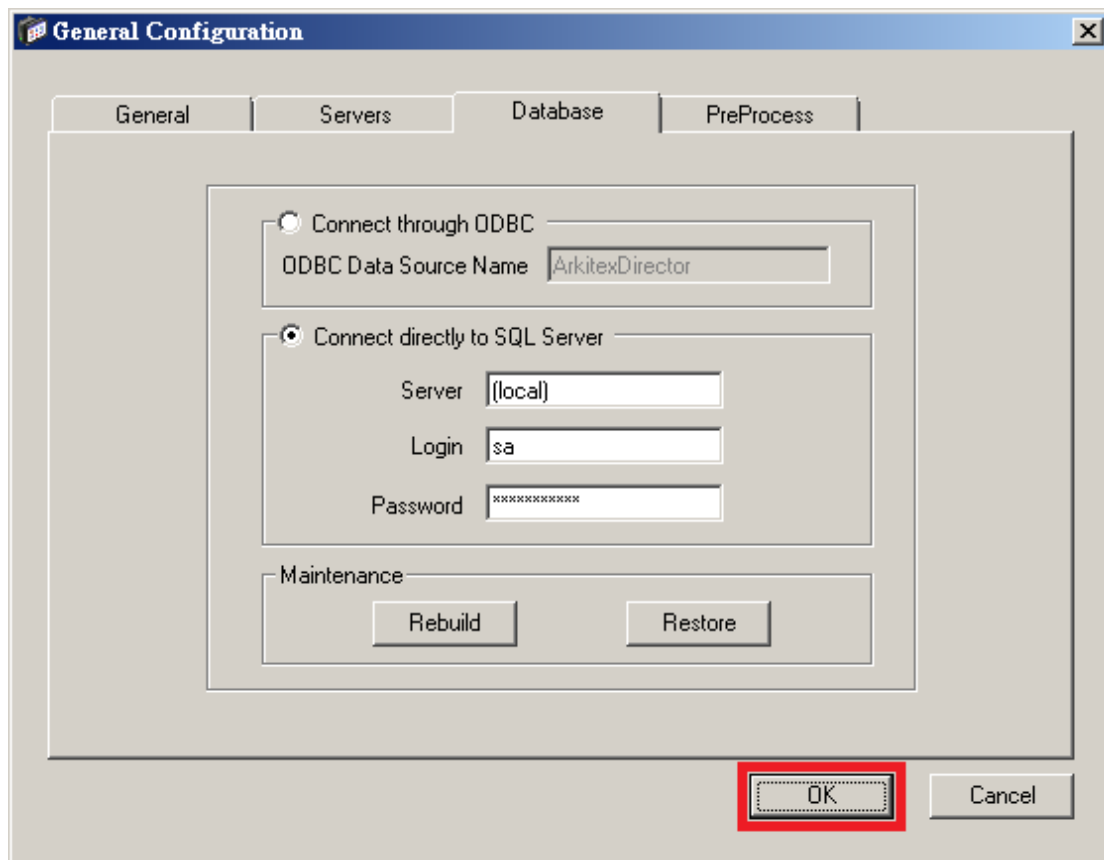 General Configuration
General Servers Database PreProcess
Connect through ODBC
ODBC Data Source Name ArkitexDirector
Connect directly to SQL Server
Server (local)
Login sa
Password ***********
Maintenance
Rebuild Restore
OK Cancel